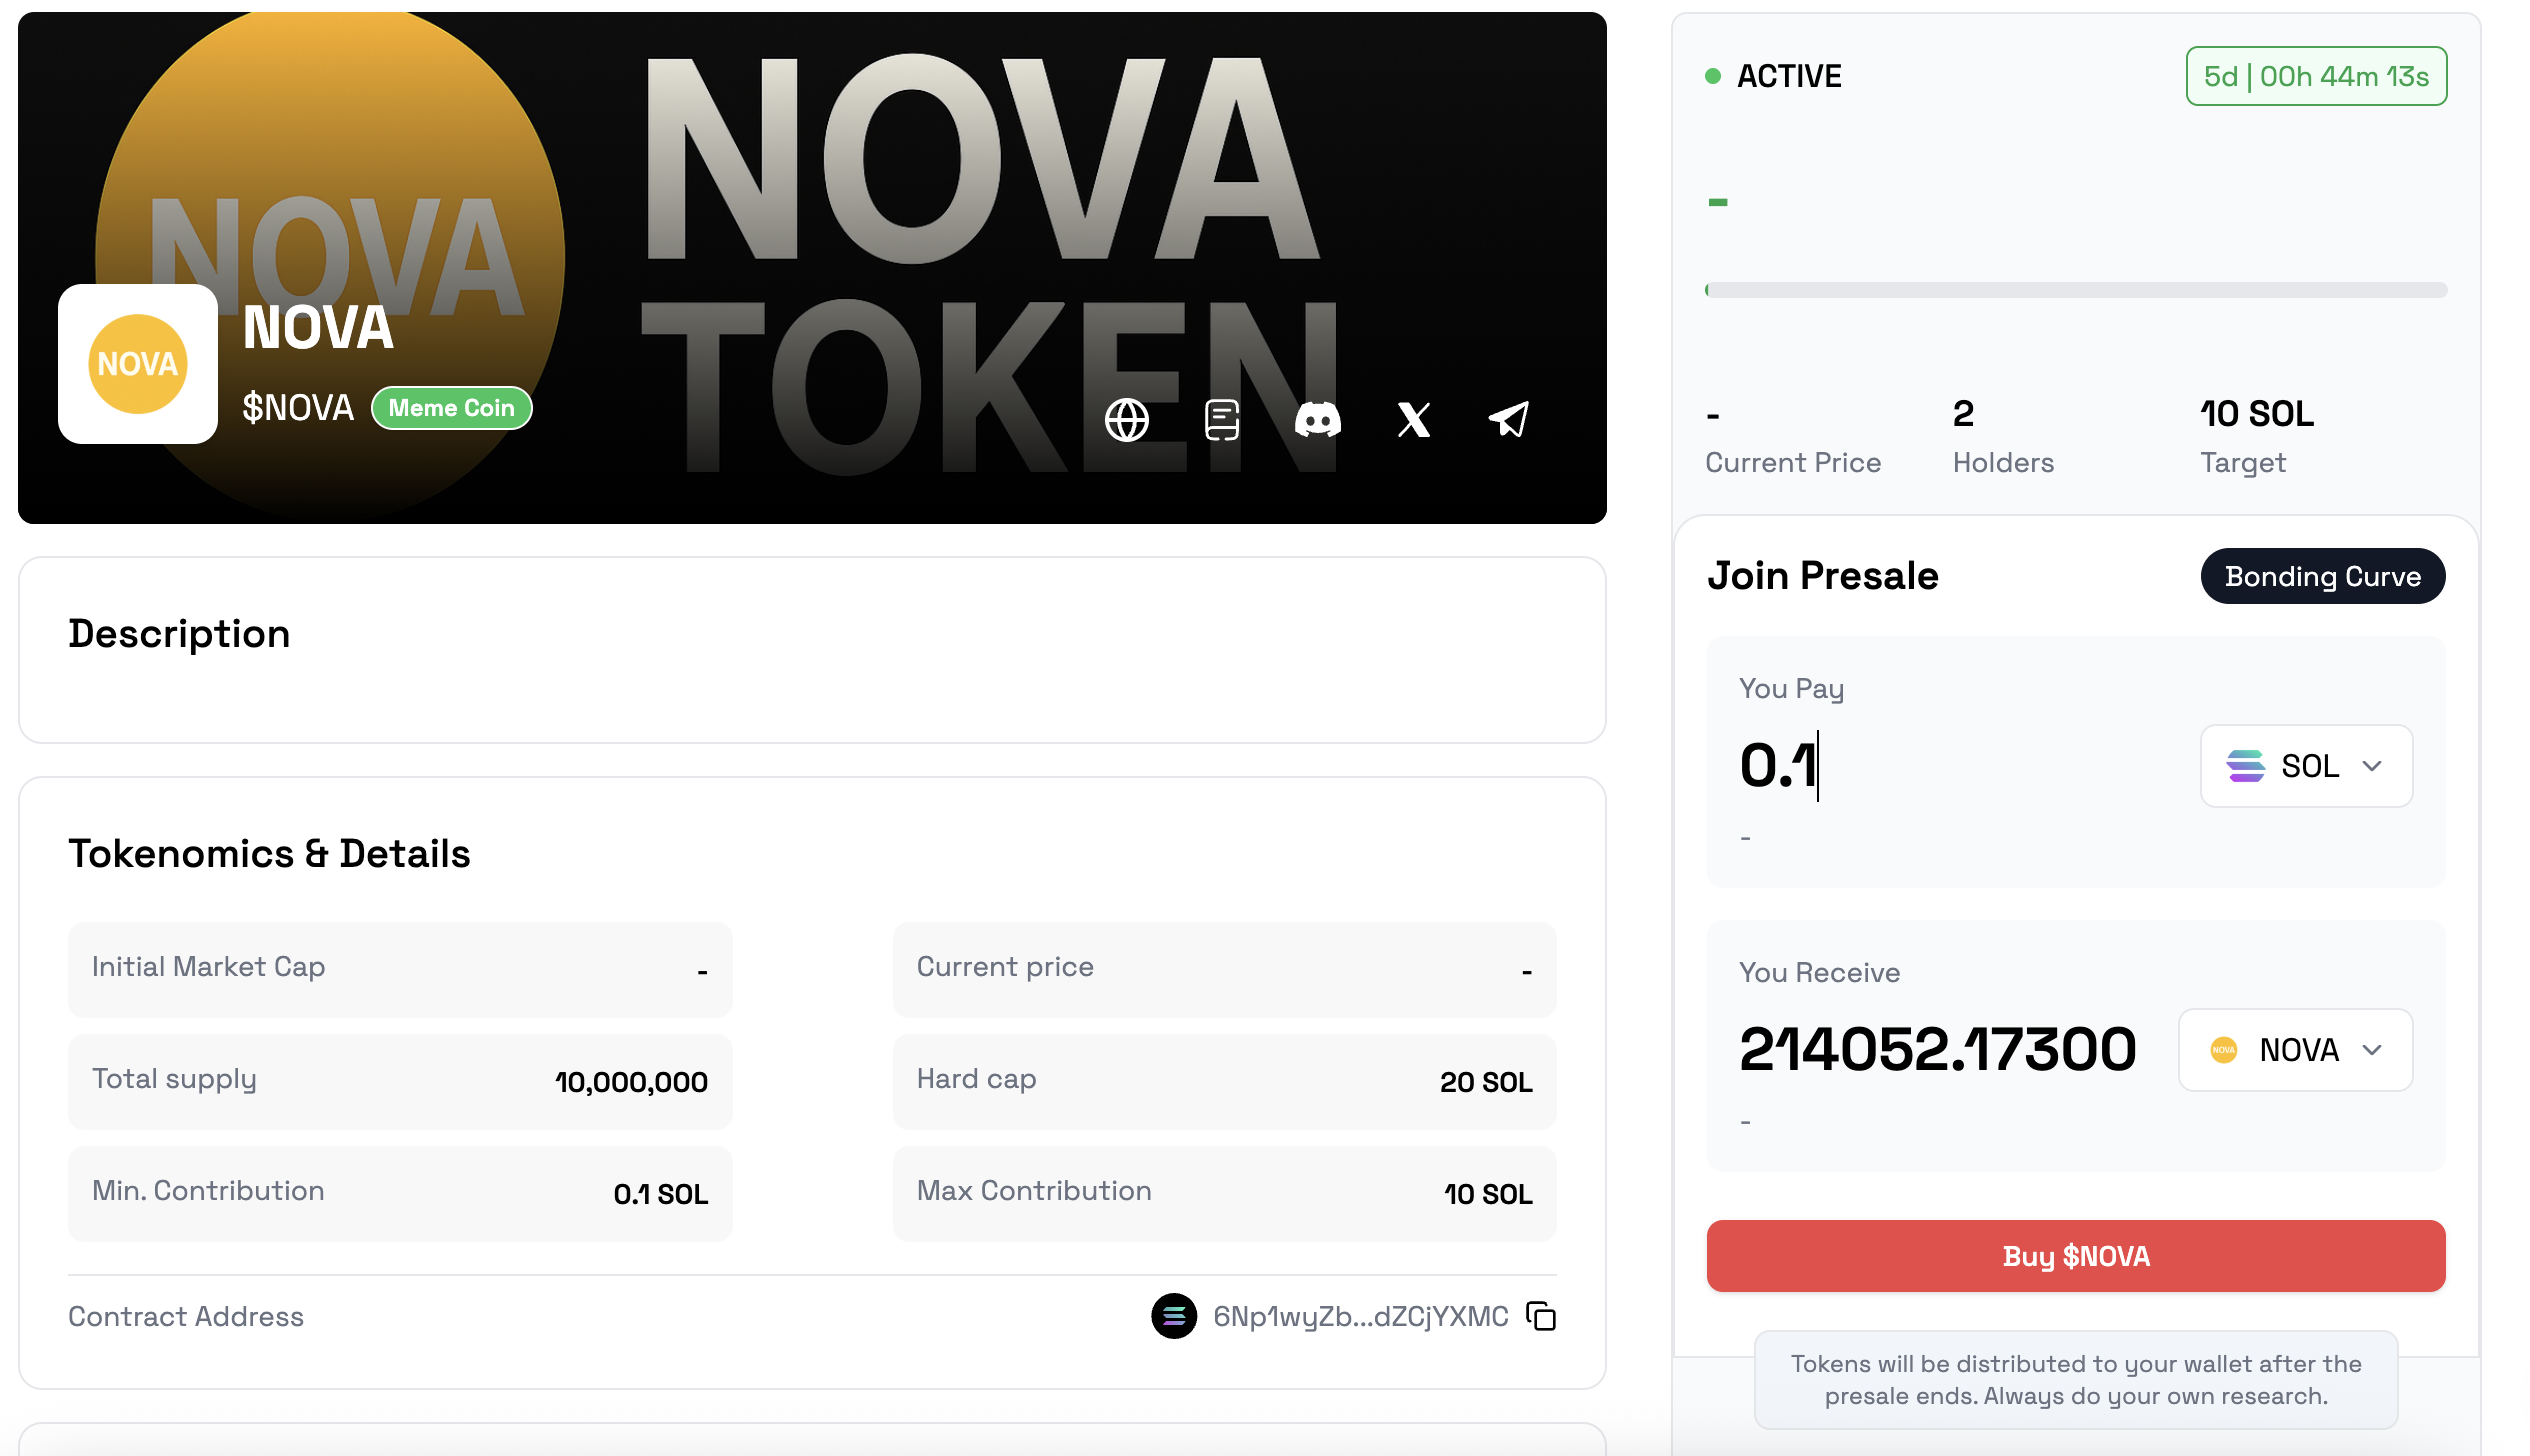 NOVA
TOKEN
NOVA
NOVA
NOVA
$NOVA Meme Coin
Description
Tokenomics & Details
Initial Market Cap -
Current price -
Total supply 10,000,000
Hard cap 20 SOL
Min. Contribution 0.1 SOL
Max Contribution 10 SOL
Contract Address 6Np1wyZb...dZCjYXMC
ACTIVE 5d | 00h 44m 13s
-
- 2 10 SOL
Current Price Holders Target
Join Presale Bonding Curve
You Pay
0.1 SOL
-
You Receive
214052.17300 NOVA NOVA
-
Buy $NOVA
Tokens will be distributed to your wallet after the
presale ends. Always do your own research.